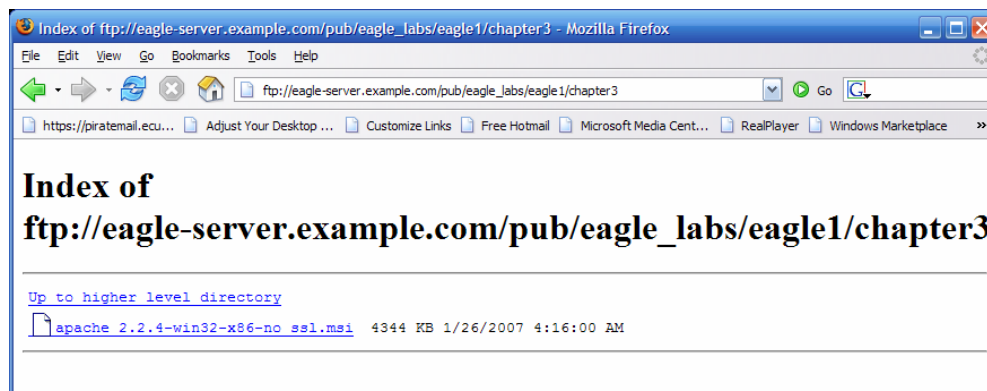 Index of ftp://eagle-server.example.com/pub/eagle_labs/eagle1/chapter3 - Mozilla Firefox
File Edit View Go Bookmarks Tools Help
ftp://eagle-server.example.com/pub/eagle_labs/eagle1/chapter3 Go G
https://piratemail.ecu... Adjust Your Desktop ... Customize Links Free Hotmail Microsoft Media Cent... RealPlayer Windows Marketplace »
Index of
ftp://eagle-server.example.com/pub/eagle_labs/eagle1/chapter3
Up to higher level directory
apache 2.2.4-win32-x86-no ssl.msi 4344 KB 1/26/2007 4:16:00 AM